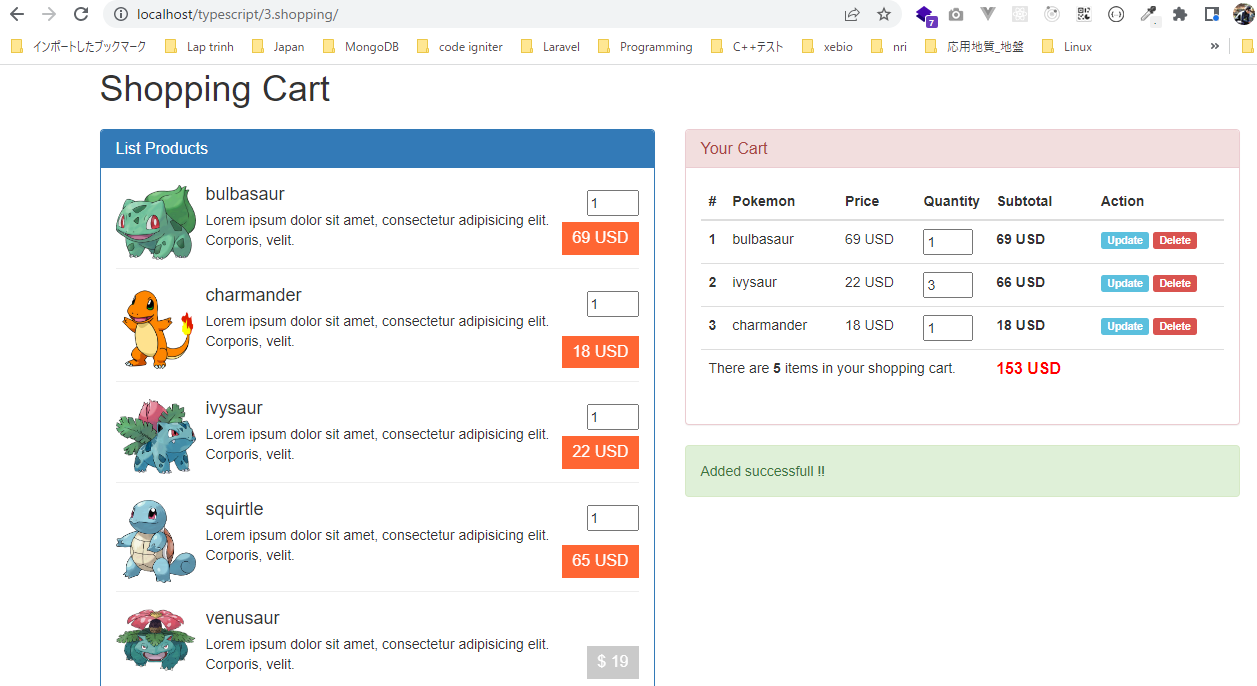 localhost/typescript/3.shopping/
7
インポートしたブックマーク Lap trinh Japan MongoDB code igniter Laravel Programming C++テスト xebio nri 応用地質_地盤 Linux »
Shopping Cart
List Products
bulbasaur
Lorem ipsum dolor sit amet, consectetur adipisicing elit.
Corporis, velit.
1
69 USD
charmander
Lorem ipsum dolor sit amet, consectetur adipisicing elit.
Corporis, velit.
1
18 USD
ivysaur
Lorem ipsum dolor sit amet, consectetur adipisicing elit.
Corporis, velit.
1
22 USD
squirtle
Lorem ipsum dolor sit amet, consectetur adipisicing elit.
Corporis, velit.
1
65 USD
venusaur
Lorem ipsum dolor sit amet, consectetur adipisicing elit.
Corporis, velit.
$ 19
Your Cart
# Pokemon Price Quantity Subtotal Action
1 bulbasaur 69 USD 1 69 USD Update Delete
2 ivysaur 22 USD 3 66 USD Update Delete
3 charmander 18 USD 1 18 USD Update Delete
There are 5 items in your shopping cart. 153 USD
Added successfull !!